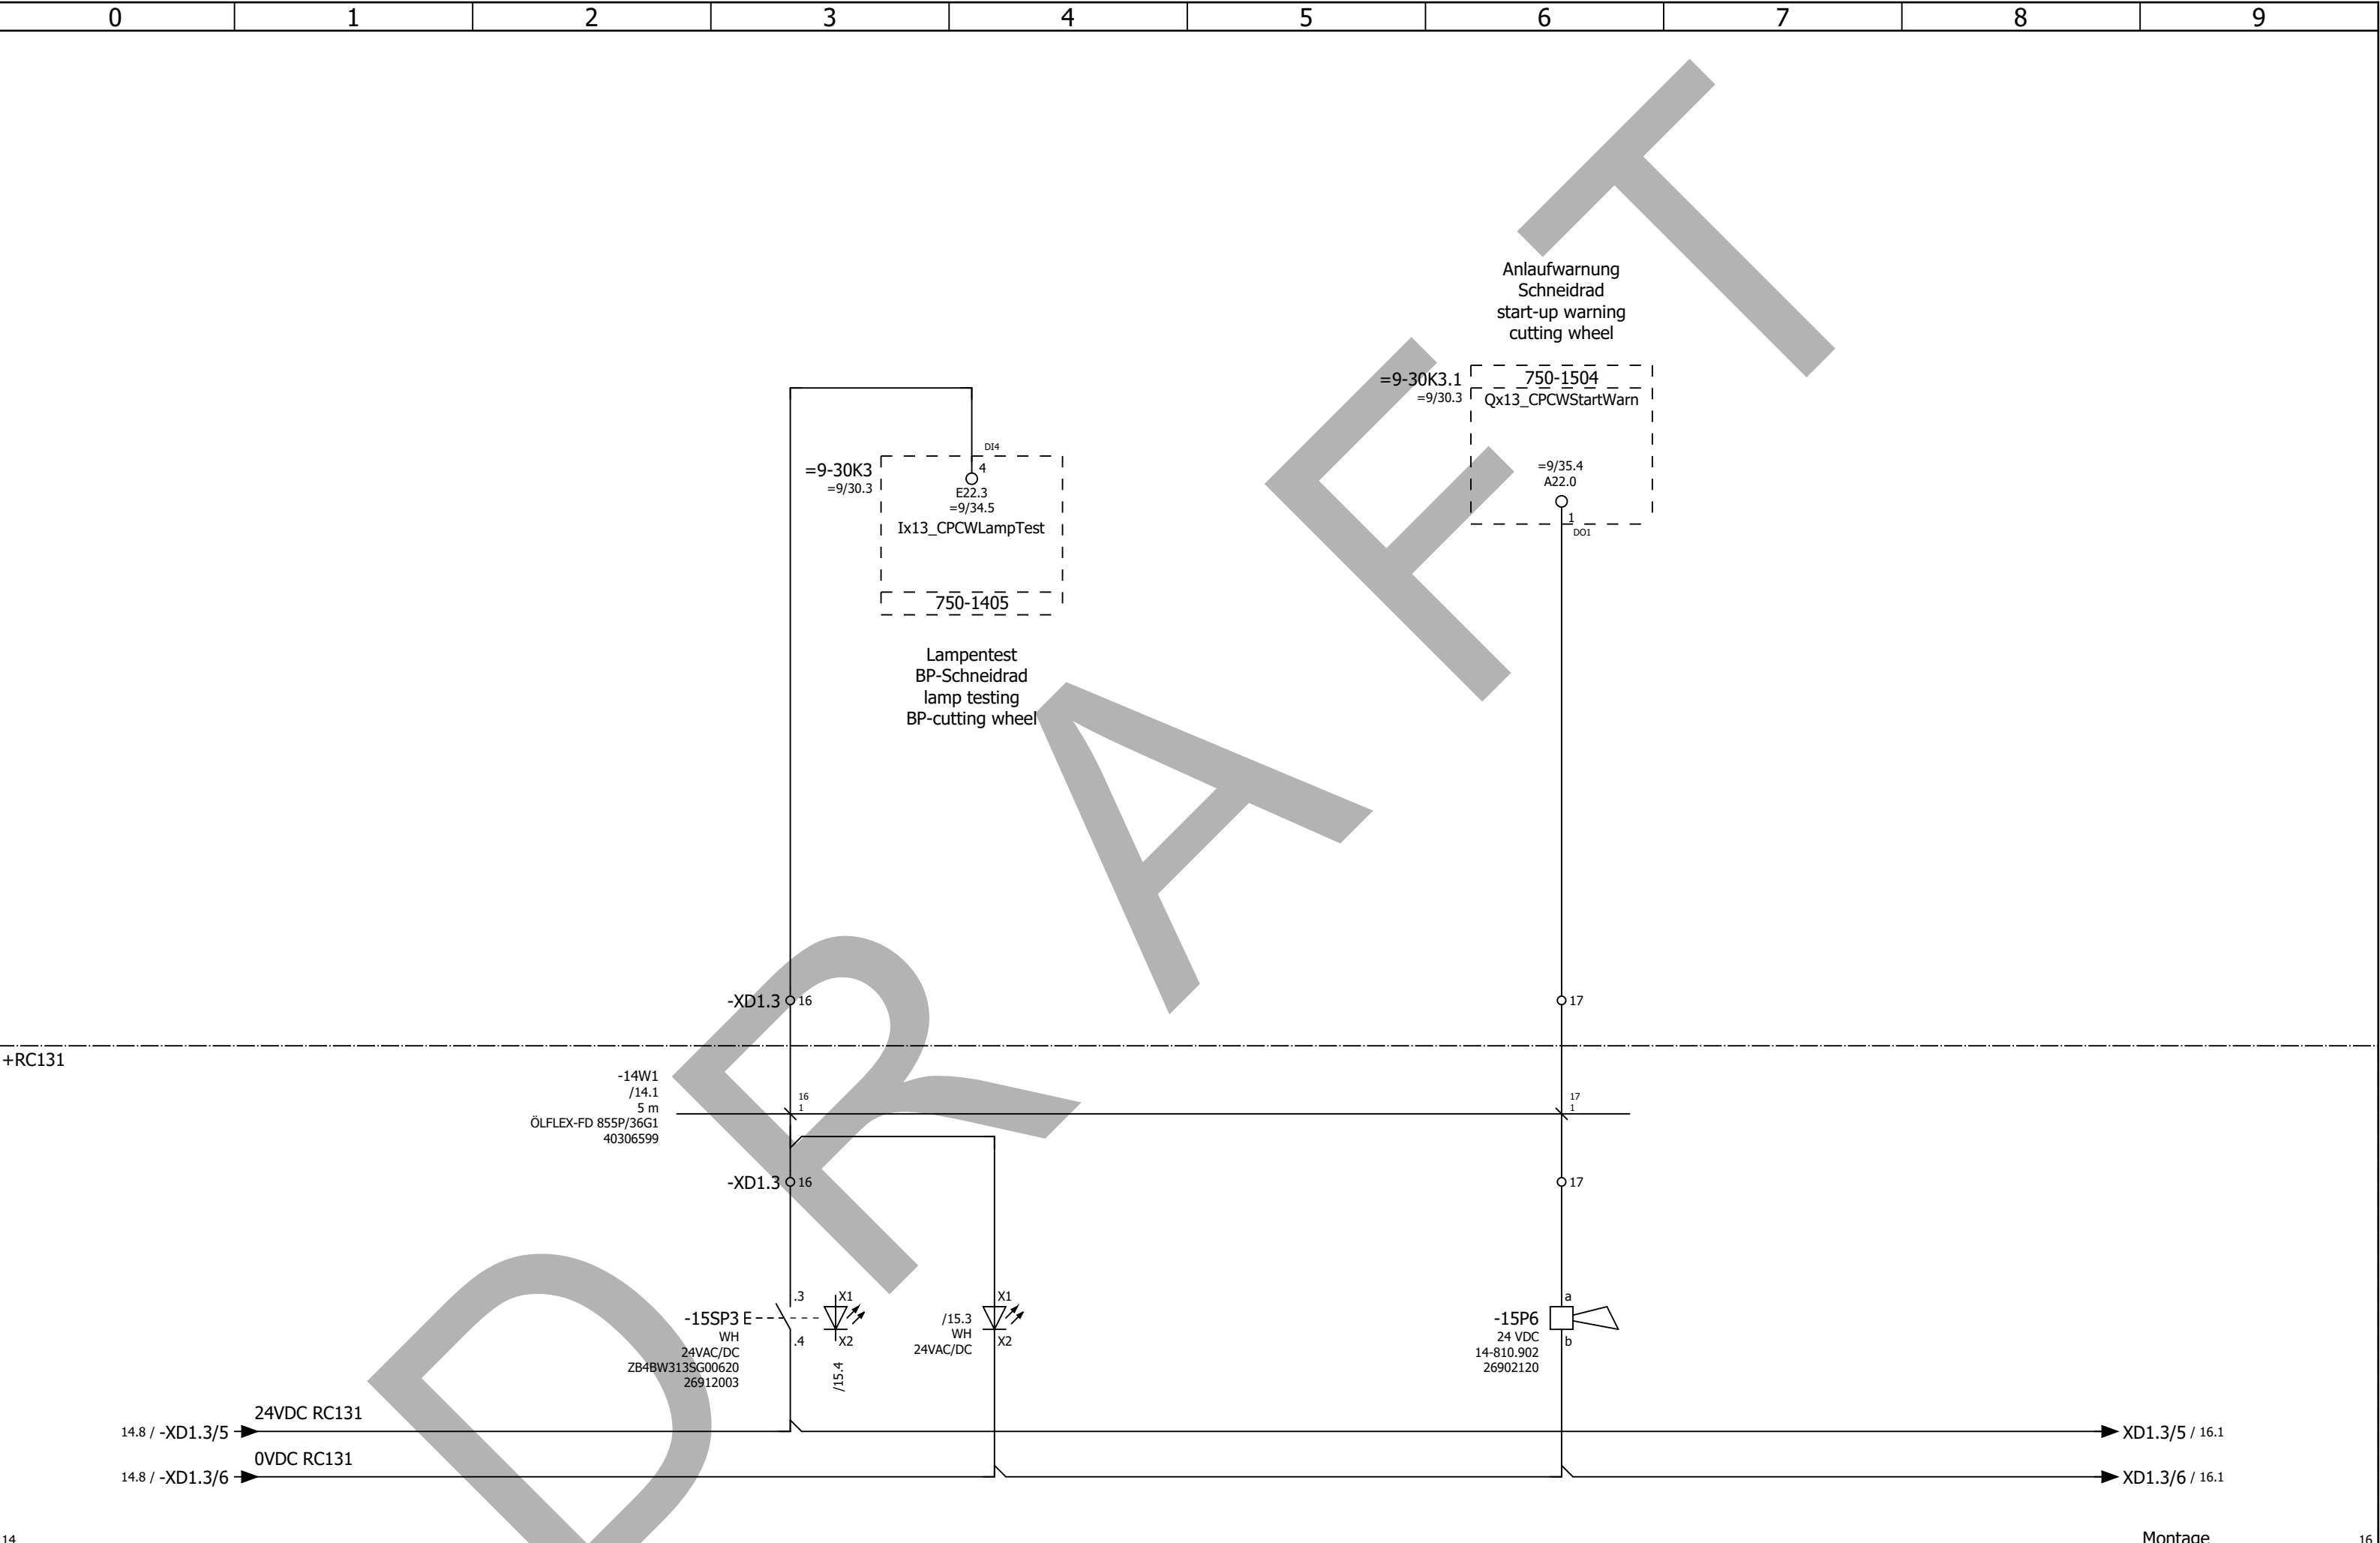 0 1 2 3 4 5 6 7 8 9
Anlaufwarnung
Schneidrad
start-up warning
cutting wheel
=9-30K3.1
=9/30.3
750-1504
Qx13_CPCWStartWarn
=9/35.4
A22.0
1
DO1
DI4
4
=9-30K3
=9/30.3
E22.3
=9/34.5
Ix13_CPCWLampTest
750-1405
Lampentest
BP-Schneidrad
lamp testing
BP-cutting wheel
-XD1.3 16
17
+RC131
-14W1
/14.1
5 m
ÖLFLEX-FD 855P/36G1
40306599
16
1
17
1
-XD1.3 16
17
-15SP3
WH
24VAC/DC
ZB4BW313SG00620
26912003
.3
.4
X1
X2
/15.4
/15.3
WH
24VAC/DC
X1
X2
-15P6
24 VDC
14-810.902
26902120
a
b
24VDC RC131
14.8 / -XD1.3/5
XD1.3/5 / 16.1
0VDC RC131
14.8 / -XD1.3/6
XD1.3/6 / 16.1
14
Montage
16
DRAFT